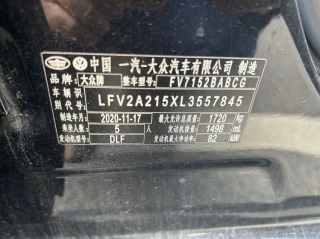 中国 一汽-大众汽车有限公司 制造
品牌 大众牌 整车型号 FV7152BABCG
车辆识别代号 LFV2A215XL3557845
制造年月 2020-11-17 最大允许总质量 1720 kg
乘坐人数 5 人 发动机排量 1498 mL
发动机型号 DLF 发动机最大净功率 82 kW